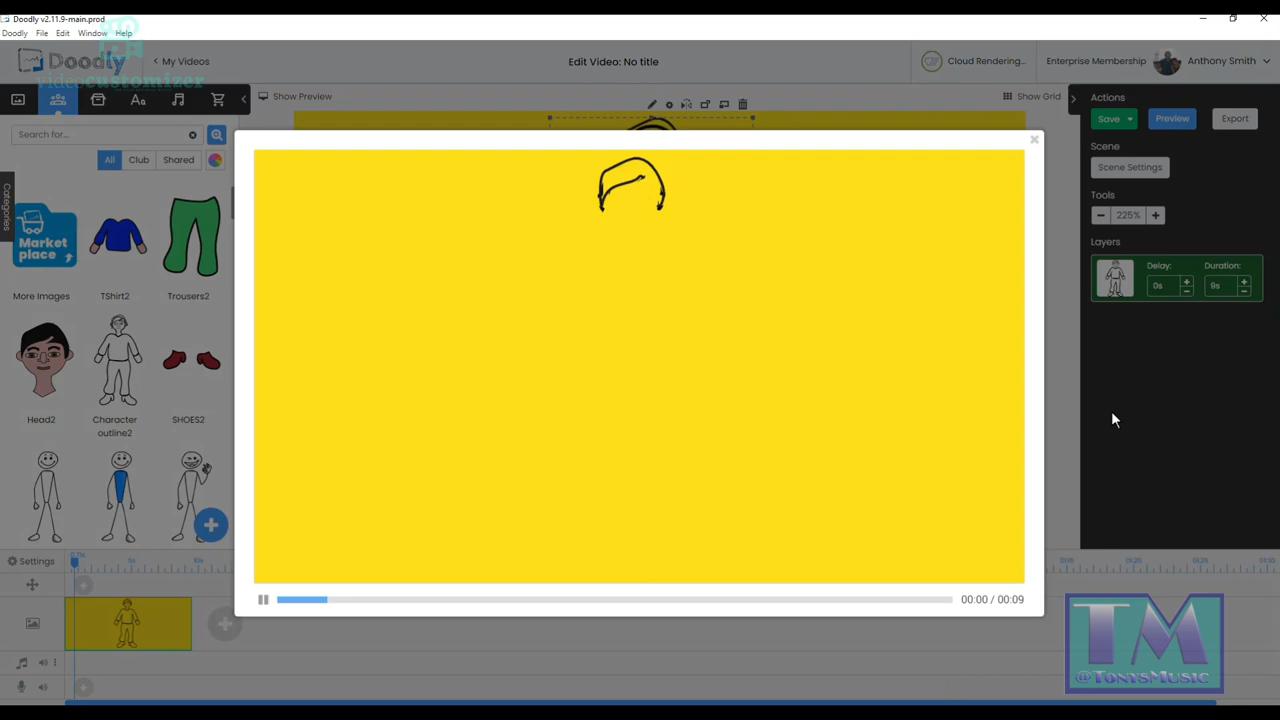 Doodly v2.11.9-main.prod
Doodly File Edit Window Help
Doodly
videocustomizer
My Videos
Edit Video: No title
Cloud Rendering...
Enterprise Membership
Anthony Smith
Show Preview
Show Grid
Actions
Save
Preview
Export
Search for...
All Club Shared
Scene
Scene Settings
Categories
Tools
225%
Market
place
Layers
Delay:
Duration:
0s
9s
More Images
TShirt2
Trousers2
Head2
Character
outline2
SHOES2
Settings
5s
00:00 / 00:09
TM
@TonysMusic